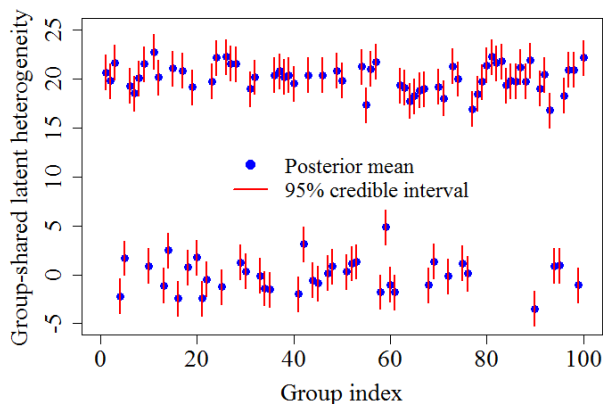 Group-shared latent heterogeneity
25
20
15
10
5
0
-5
Posterior mean
95% credible interval
0 20 40 60 80 100
Group index